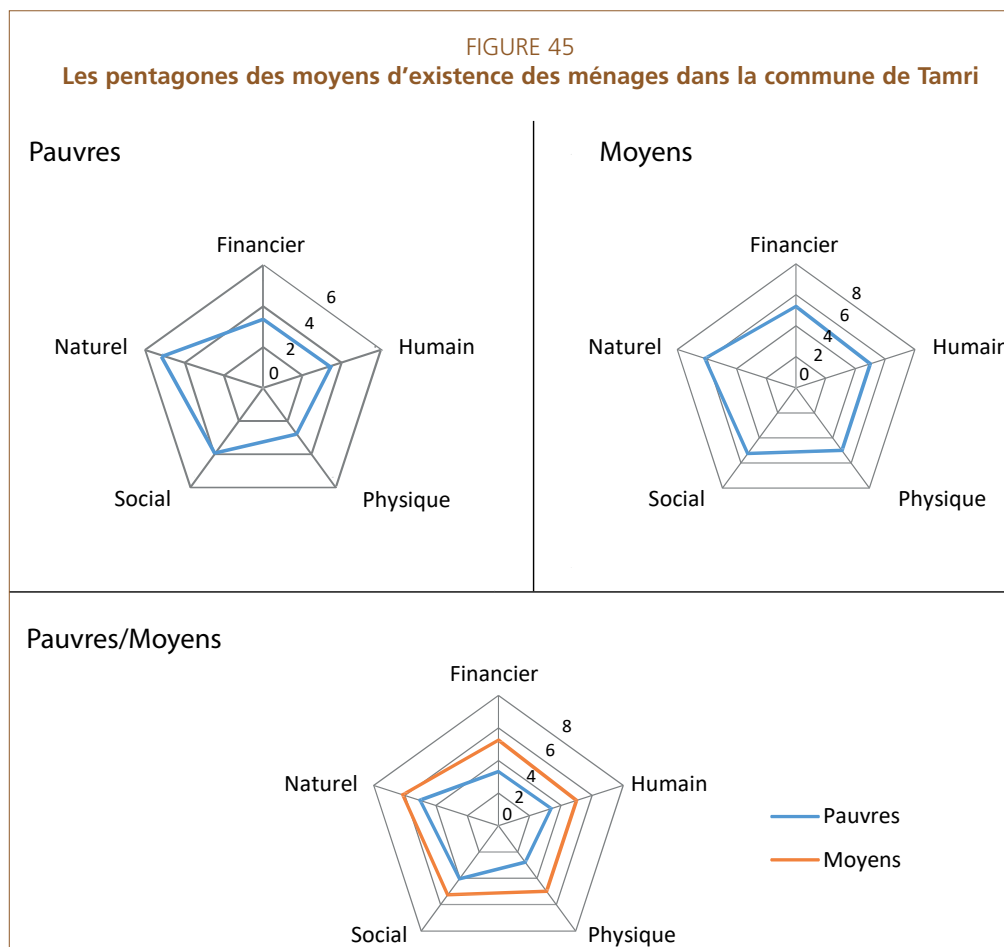 FIGURE 45
Les pentagones des moyens d'existence des ménages dans la commune de Tamri
Pauvres
Financier
6
4
2
0
Naturel
Humain
Social
Physique
Moyens
Financier
8
6
4
2
0
Naturel
Humain
Social
Physique
Pauvres/Moyens
Financier
8
6
4
2
0
Naturel
Humain
Social
Physique
Pauvres
Moyens